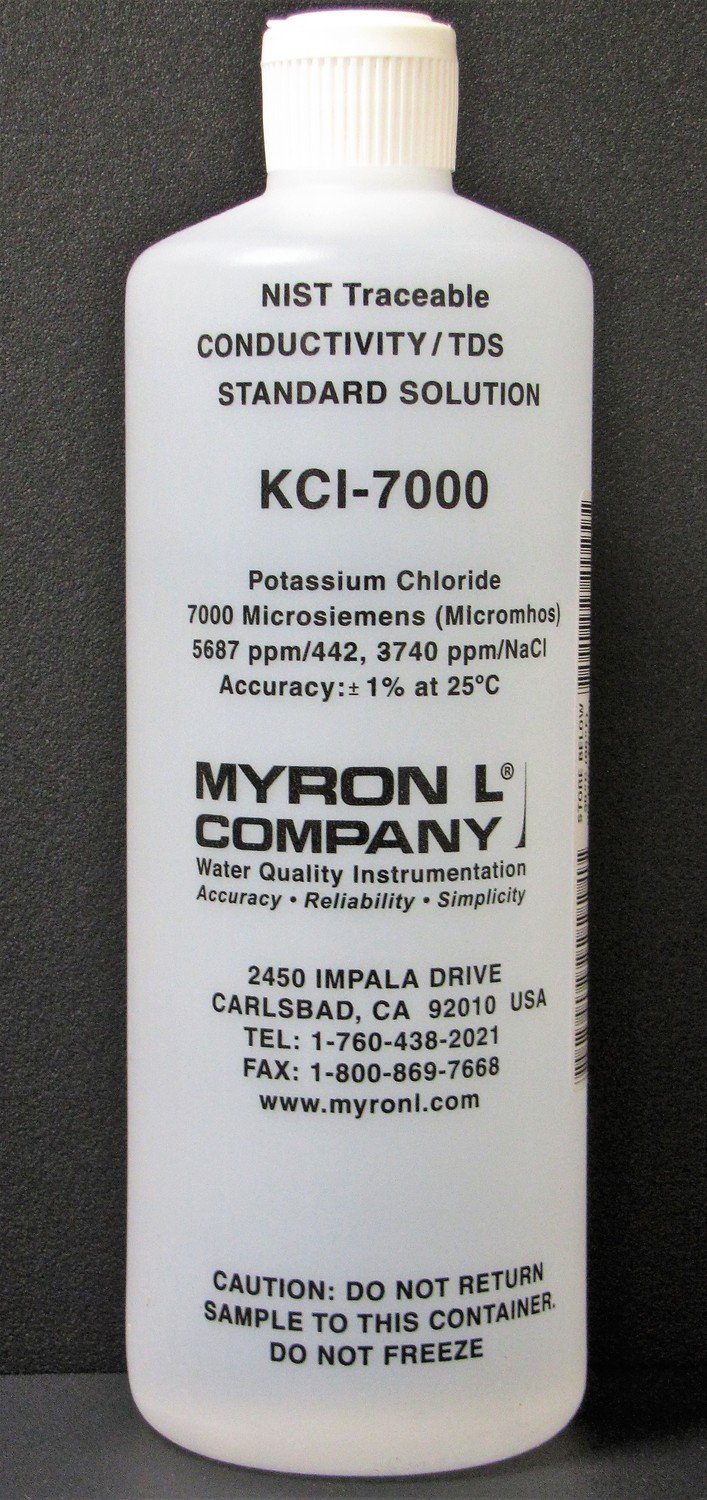 NIST Traceable
CONDUCTIVITY/TDS
STANDARD SOLUTION
KCl-7000
Potassium Chloride
7000 Microsiemens (Micromhos)
5687 ppm/442, 3740 ppm/NaCl
Accuracy:± 1% at 25ºC
MYRON L®
COMPANY
Water Quality Instrumentation
Accuracy • Reliability • Simplicity
2450 IMPALA DRIVE
CARLSBAD, CA 92010 USA
TEL: 1-760-438-2021
FAX: 1-800-869-7668
www.myronl.com
CAUTION: DO NOT RETURN
SAMPLE TO THIS CONTAINER.
DO NOT FREEZE
STORE BELOW